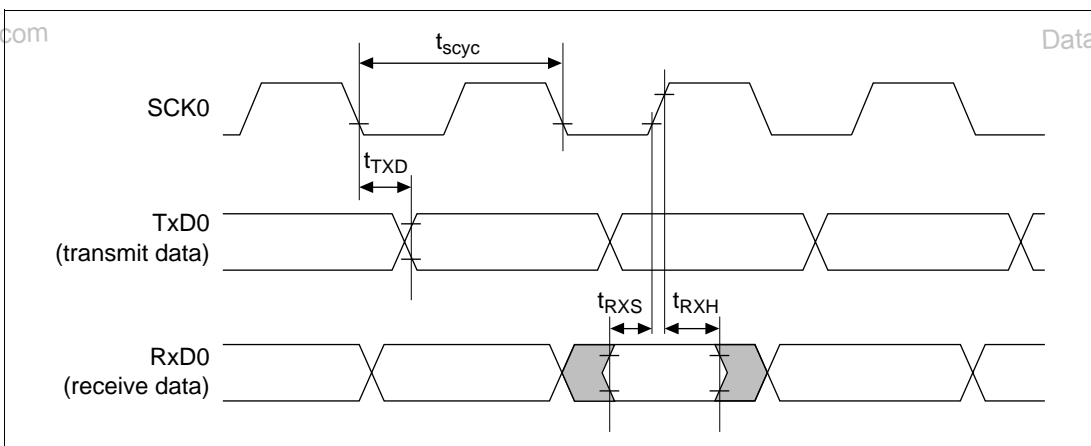 com
Data
tscyc
SCK0
tTXD
TxD0
(transmit data)
tRXS
tRXH
RxD0
(receive data)